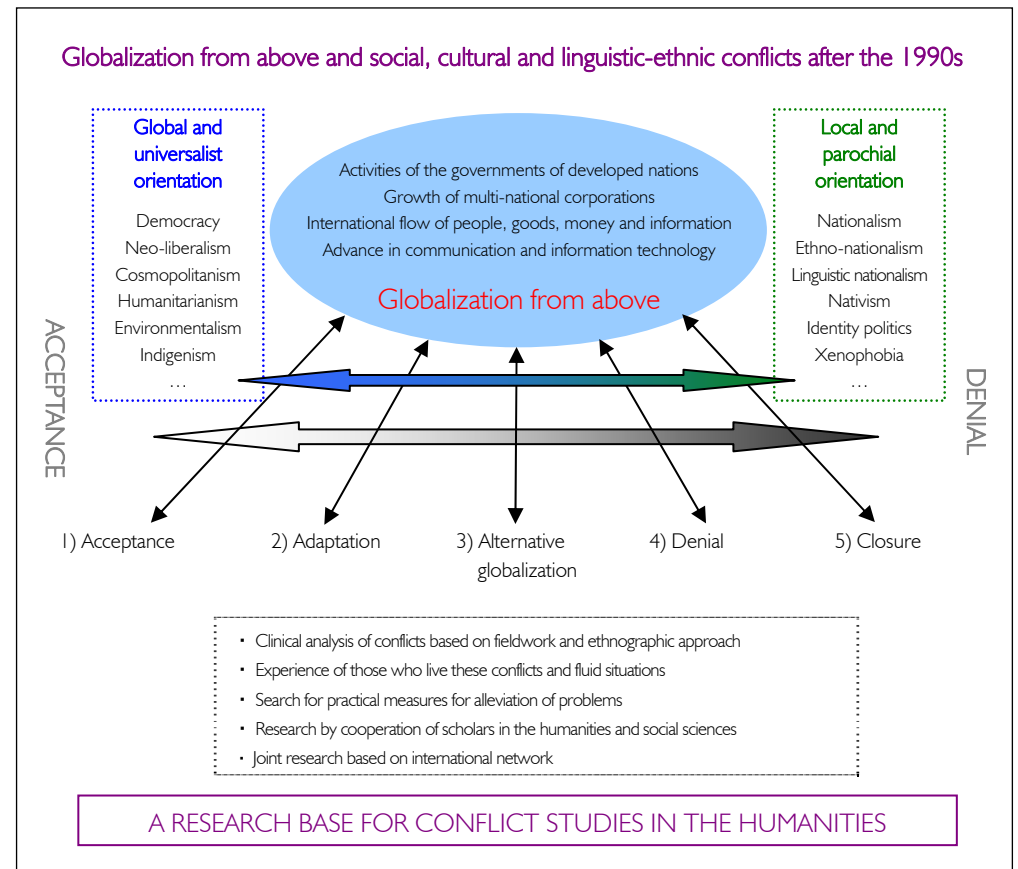 Globalization from above and social, cultural and linguistic-ethnic conflicts after the 1990s
Global and
universalist
orientation
Democracy
Neo-liberalism
Cosmopolitanism
Humanitarianism
Environmentalism
Indigenism
…
Activities of the governments of developed nations
Growth of multi-national corporations
International flow of people, goods, money and information
Advance in communication and information technology
Globalization from above
Local and
parochial
orientation
Nationalism
Ethno-nationalism
Linguistic nationalism
Nativism
Identity politics
Xenophobia
…
ACCEPTANCE
DENIAL
1) Acceptance
2) Adaptation
3) Alternative
globalization
4) Denial
5) Closure
・ Clinical analysis of conflicts based on fieldwork and ethnographic approach
・ Experience of those who live these conflicts and fluid situations
・ Search for practical measures for alleviation of problems
・ Research by cooperation of scholars in the humanities and social sciences
・ Joint research based on international network
A RESEARCH BASE FOR CONFLICT STUDIES IN THE HUMANITIES